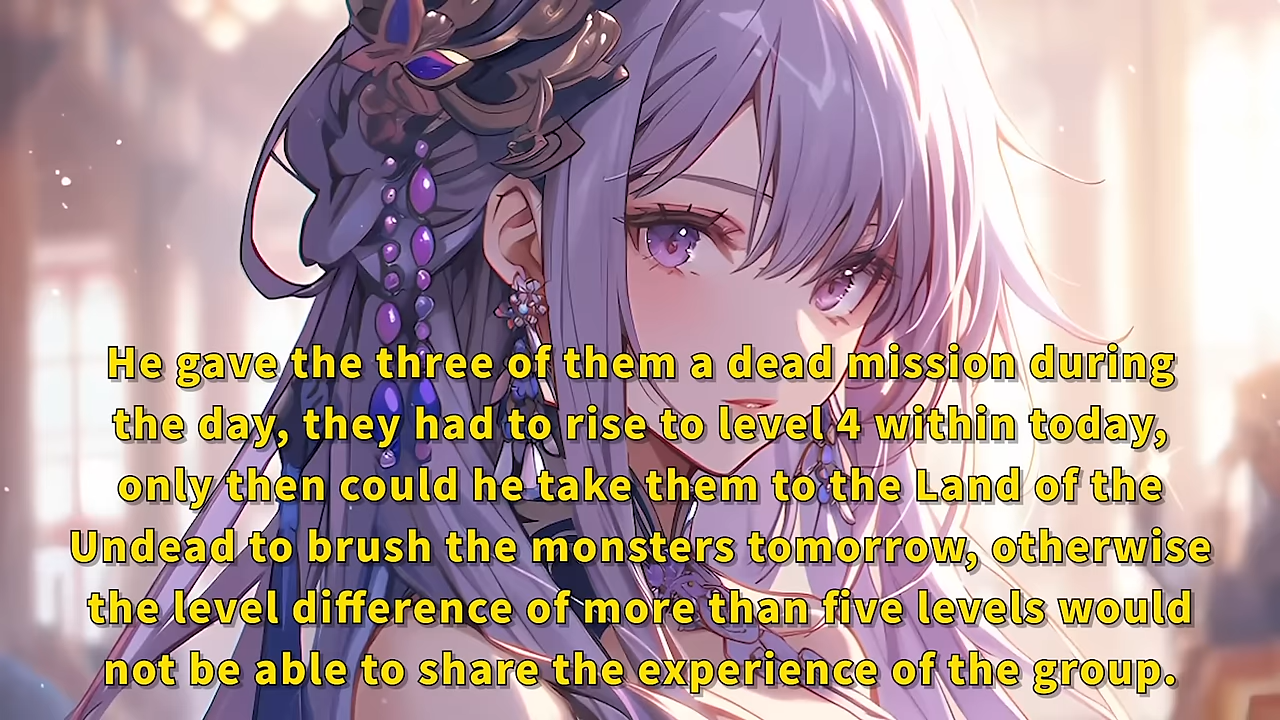 He gave the three of them a dead mission during
the day, they had to rise to level 4 within today,
only then could he take them to the Land of the
Undead to brush the monsters tomorrow, otherwise
the level difference of more than five levels would
not be able to share the experience of the group.